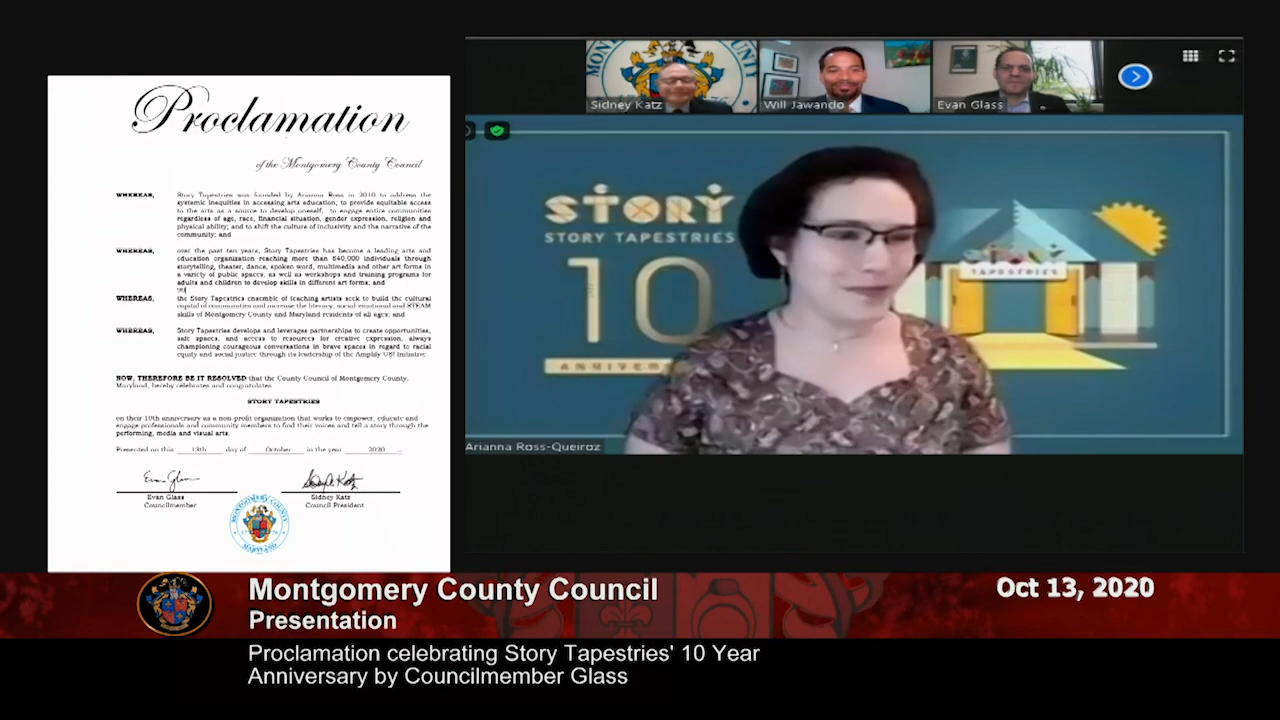 Proclamation
of the Montgomery County Council
WHEREAS, Story Tapestries was founded by Arianna Ross in 2010 to address the
systemic inequities in accessing arts education; to provide equitable access
to the arts as a source to develop oneself; to engage entire communities
regardless of age, race, financial situation, gender expression, religion and
physical ability; and to shift the culture of inclusivity and the narrative of the
community; and
WHEREAS, over the past ten years, Story Tapestries has become a leading arts and
education organization reaching more than 840,000 individuals through
storytelling, theater, dance, spoken word, multimedia and other art forms in
a variety of public spaces, as well as workshops and training programs for
adults and children to develop skills in different art forms; and
WHEREAS, the Story Tapestries ensemble of teaching artists seek to build the cultural
capital of communities and increase the literacy, social-emotional and STEAM
skills of Montgomery County and Maryland residents of all ages; and
WHEREAS, Story Tapestries develops and leverages partnerships to create opportunities,
safe spaces, and access to resources for creative expression, always
championing courageous conversations in brave spaces in regard to racial
equity and social justice through its leadership of the Amplify US! Initiative.
NOW, THEREFORE BE IT RESOLVED that the County Council of Montgomery County,
Maryland, hereby celebrates and congratulates
STORY TAPESTRIES
on their 10th anniversary as a non-profit organization that works to empower, educate and
engage professionals and community members to find their voices and tell a story through the
performing, media and visual arts.
Presented on this 13th day of October in the year 2020
Evan Glass
Sidney Katz
Evan Glass
Councilmember
Sidney Katz
Council President
MONTGOMERY COUNTY
1776
MARYLAND
Sidney Katz
Will Jawando
Evan Glass
STORY
STORY TAPESTRIES
10
ANNIVER
TAPESTRIES
Arianna Ross-Queiroz
Montgomery County Council
Presentation
Oct 13, 2020
Proclamation celebrating Story Tapestries' 10 Year
Anniversary by Councilmember Glass